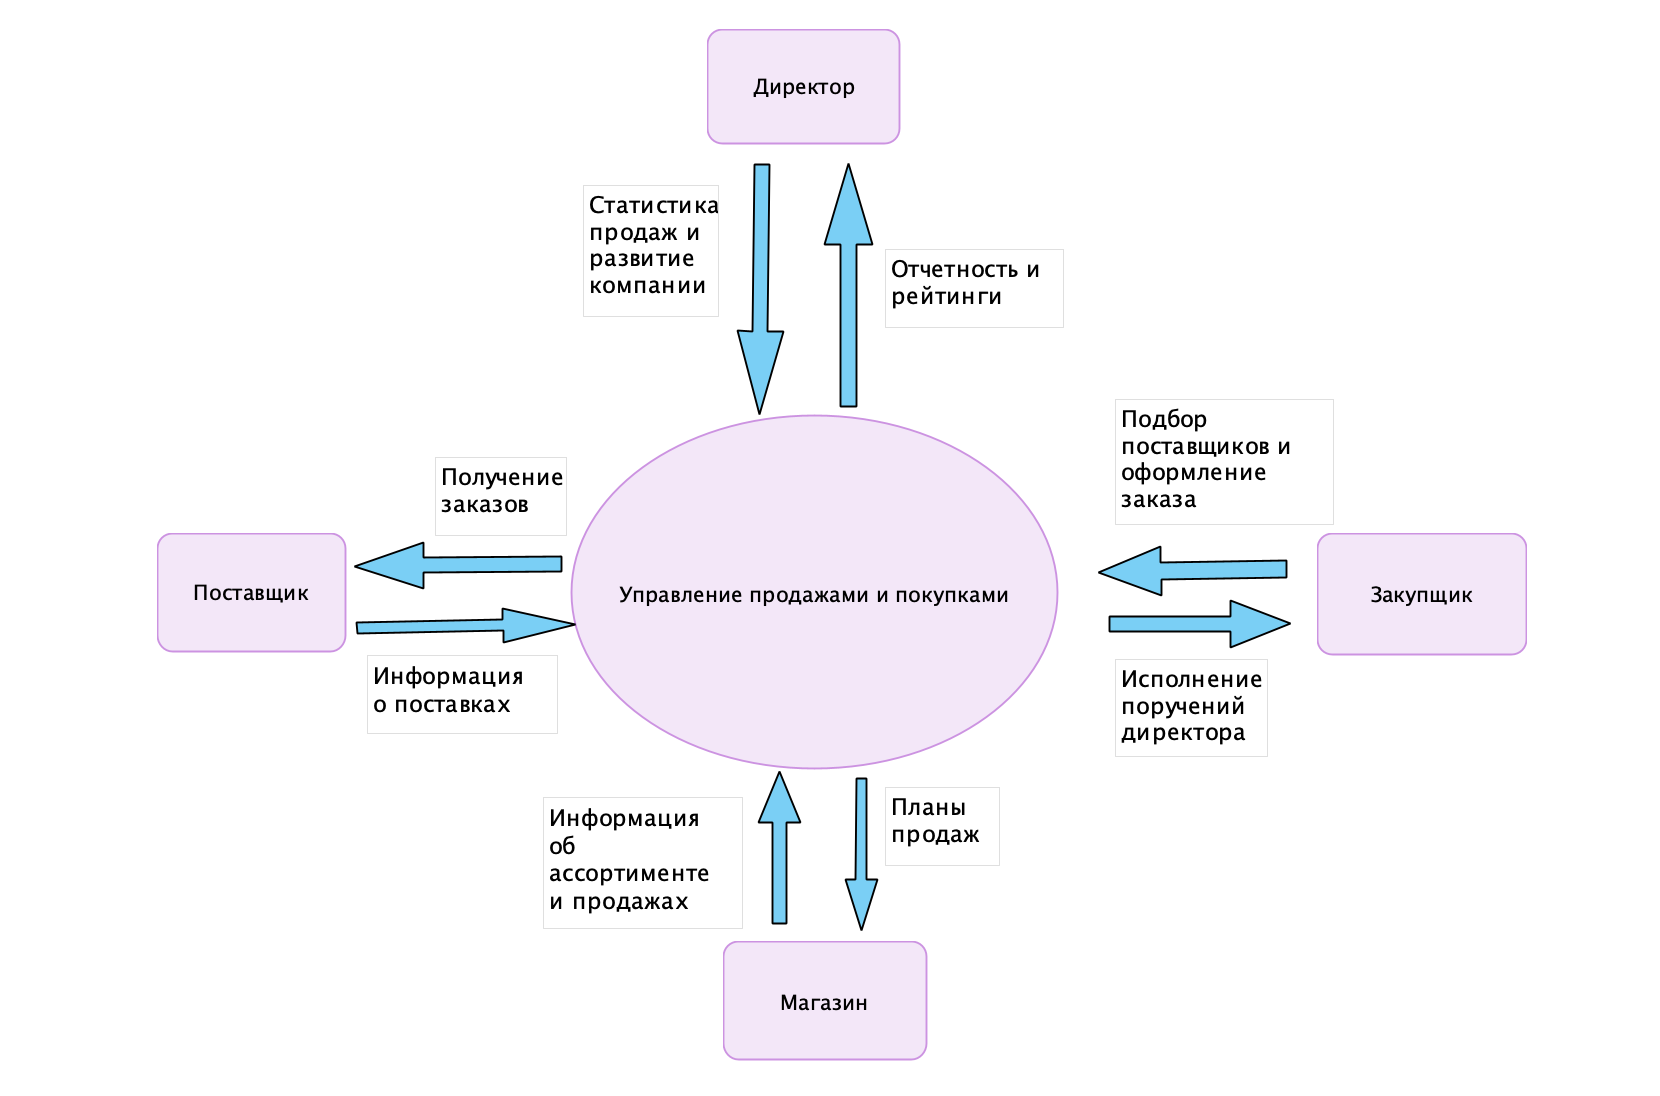 Директор
Статистика
продаж и
развитие
компании
Отчетность и
рейтинги
Подбор
поставщиков и
оформление
заказа
Получение
заказов
Поставщик
Управление продажами и покупками
Закупщик
Информация
о поставках
Исполнение
поручений
директора
Информация
об
ассортименте
и продажах
Планы
продаж
Магазин